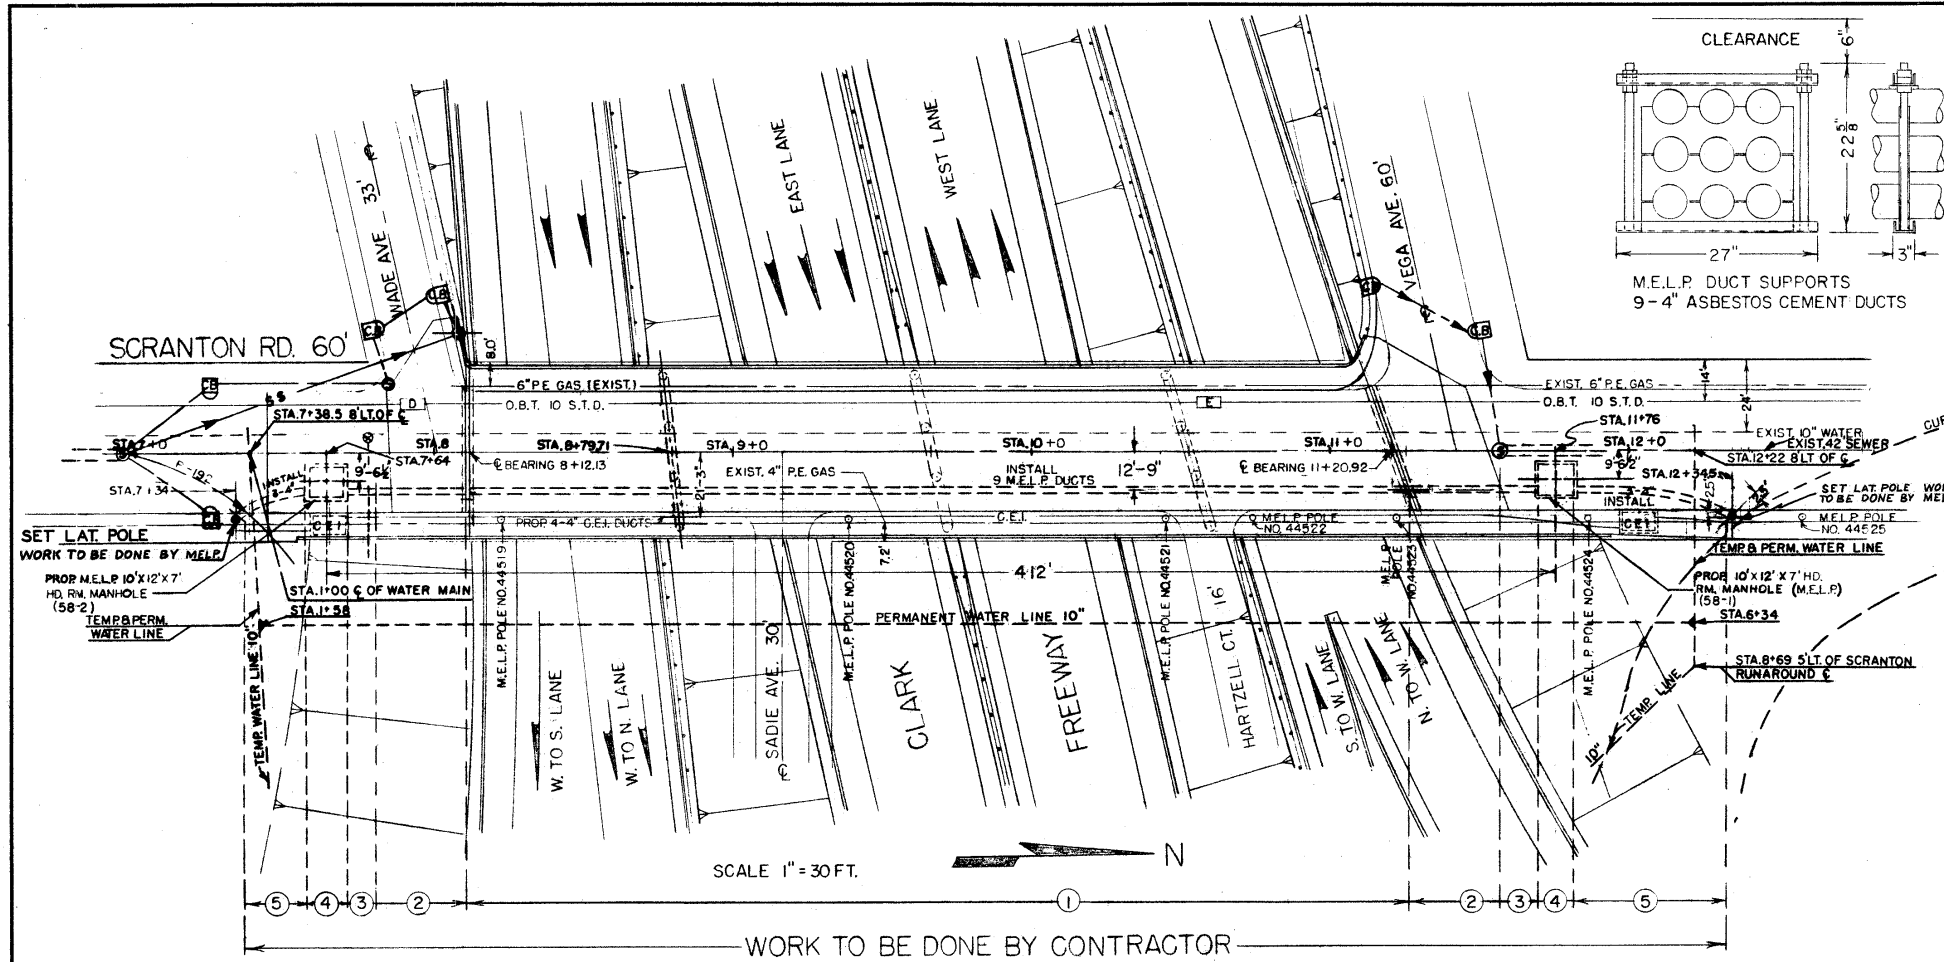 CLEARANCE
6"
22 5/8"
27"
3"
M.E.L.P. DUCT SUPPORTS
9-4" ASBESTOS CEMENT DUCTS
WADE AVE 33'
EAST LANE
WEST LANE
VEGA AVE. 60'
SCRANTON RD. 60'
C.B.
C.B.
C.B.
C.B.
CB
8.0'
6" P.E. GAS (EXIST.)
O.B.T. 10 S.T.D.
D
E
EXIST. 6" P.E. GAS
O.B.T. 10 S.T.D.
14'
24'
S S
STA.7+38.5 8'LT.OF ℄
STA.7+0
STA.8
STA.7+64
9'-6½"
STA.8+79.71
STA.9+0
STA.10+0
STA.11+0
STA.11+76
STA.12+0
EXIST. 10" WATER
EXIST.42" SEWER
STA.12+22 8'LT OF ℄
℄ BEARING 8+12.13
EXIST. 4" P.E. GAS
21'-3"
INSTALL
9 M.E.L.P. DUCTS
12'-9"
℄ BEARING 11+20.92
9'-6½"
STA.12+34.5
INSTALL
STA.7+34
INSTALL
C.E.I.
PROP. 4-4" C.E.I. DUCTS
C.E.I.
M.E.L.P. POLE
NO. 44522
INSTALL
C.E.I.
SET LAT. POLE
TO BE DONE BY
M.E.L.P. POLE
NO. 44525
SET LAT. POLE
WORK TO BE DONE BY MELP.
7.2'
412'
TEMP. & PERM. WATER LINE
PROP. M.E.L.P. 10'X12'X7'
HD. RM. MANHOLE
(58-2)
STA.1+00 ℄ OF WATER MAIN
STA.1+58
TEMP.&PERM.
WATER LINE
PROP. 10'X12'X7' HD.
RM. MANHOLE (M.E.L.P.)
(58-1)
STA.6+34
PERMANENT WATER LINE 10"
M.E.L.P. POLE NO.44519
M.E.L.P. POLE NO.44520
M.E.L.P. POLE NO.44521
M.E.L.P. POLE NO.44523
M.E.L.P. POLE NO.44524
STA.8+69 5'LT. OF SCRANTON
RUNAROUND ℄
TEMP. WATER LINE 10"
W. TO S. LANE
W. TO N. LANE
℄ SADIE AVE. 30'
CLARK
FREEWAY
HARTZELL CT. 16'
S. TO W. LANE
N. TO W. LANE
10" TEMP. LINE
SCALE 1" = 30 FT.
N
5 4 3 2 1 2 3 4 5
WORK TO BE DONE BY CONTRACTOR